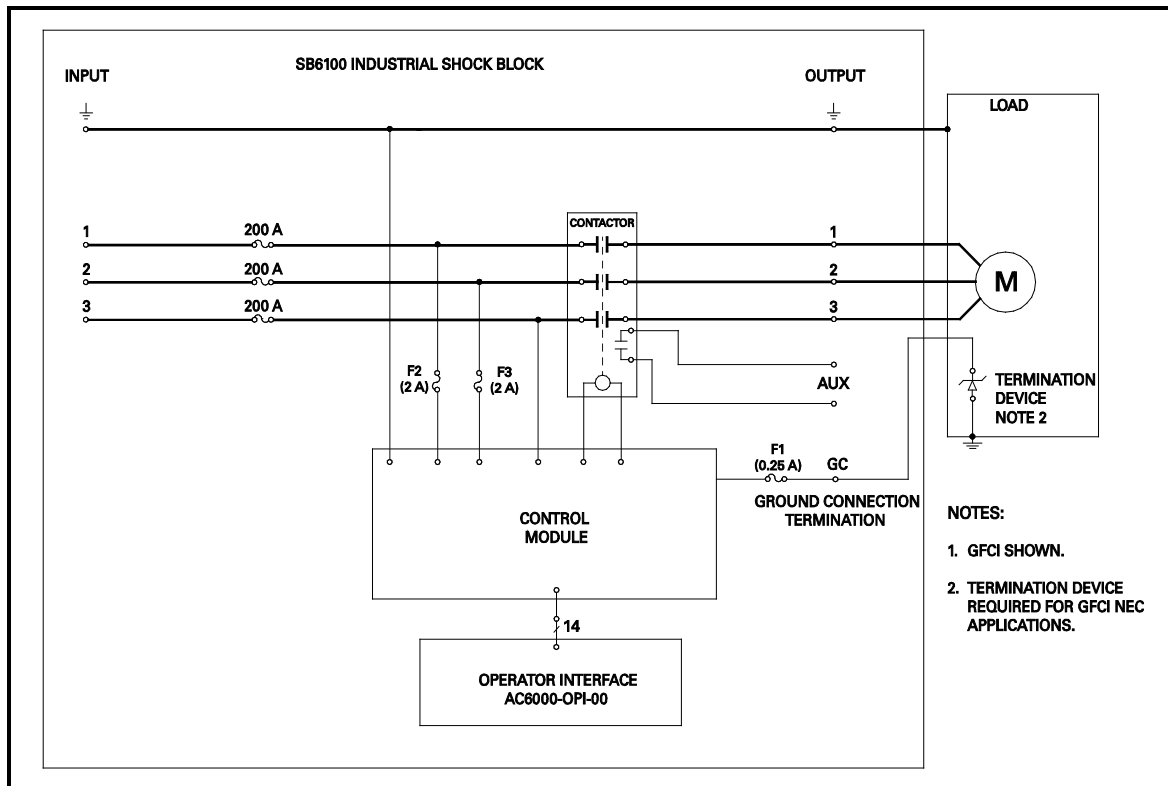 SB6100 INDUSTRIAL SHOCK BLOCK
INPUT
OUTPUT
LOAD
1
200 A
CONTACTOR
1
2
200 A
2
M
3
200 A
3
F2
(2 A)
F3
(2 A)
AUX
TERMINATION
DEVICE
NOTE 2
F1
(0.25 A)
GC
GROUND CONNECTION
TERMINATION
CONTROL
MODULE
14
OPERATOR INTERFACE
AC6000-OPI-00
NOTES:
1. GFCI SHOWN.
2. TERMINATION DEVICE
REQUIRED FOR GFCI NEC
APPLICATIONS.